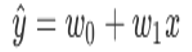 ŷ = w₀ + w₁x